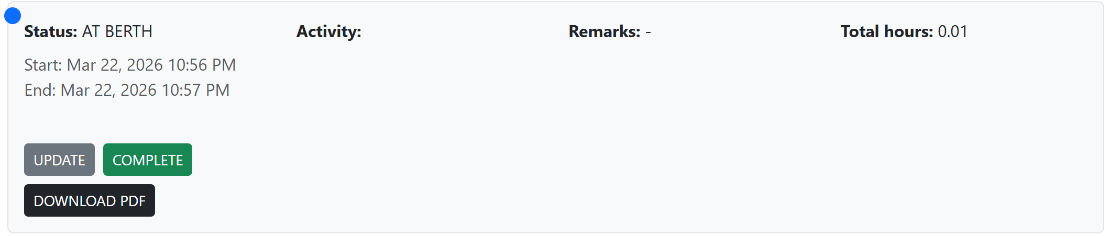 Status: AT BERTH Activity: Remarks: - Total hours: 0.01
Start: Mar 22, 2026 10:56 PM
End: Mar 22, 2026 10:57 PM
UPDATE COMPLETE
DOWNLOAD PDF